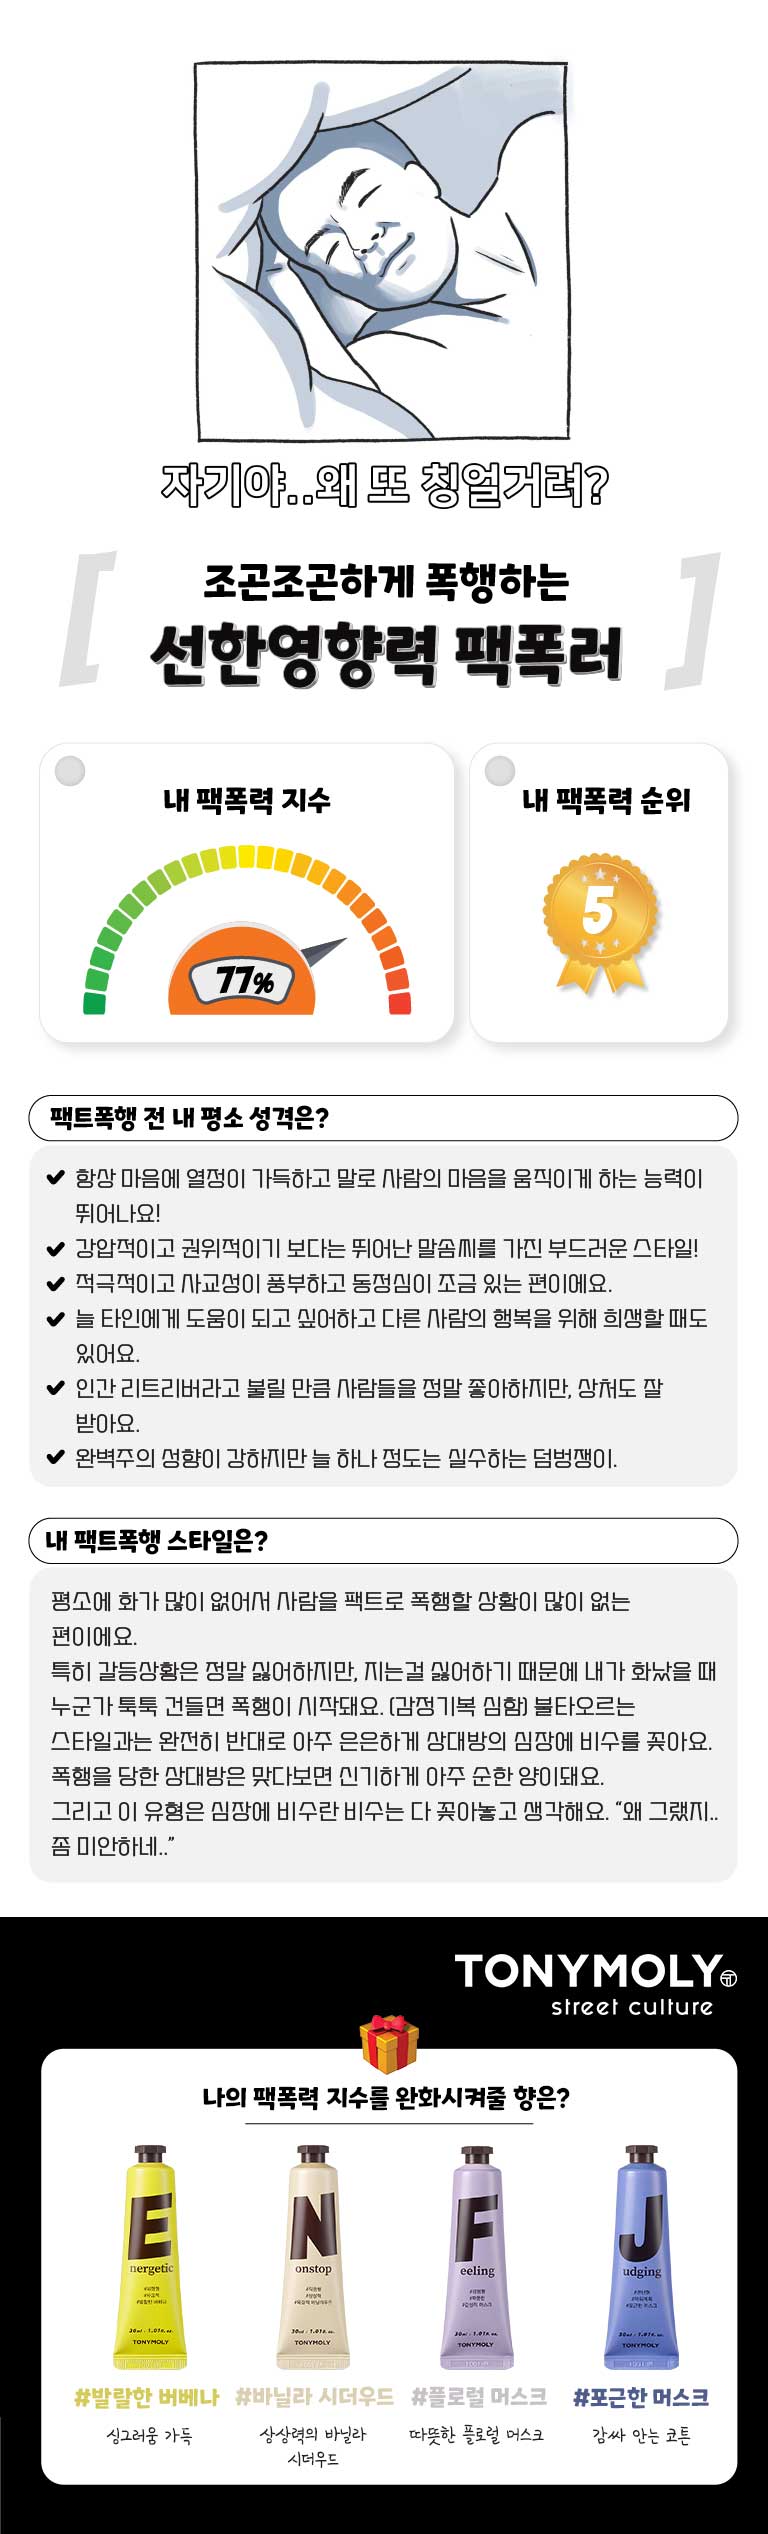 자기야..왜 또 칭얼거려?
조곤조곤하게 폭행하는
선한영향력 팩폭러
내 팩폭력 지수
77%
내 팩폭력 순위
5
팩트폭행 전 내 평소 성격은?
항상 마음에 열정이 가득하고 말로 사람의 마음을 움직이게 하는 능력이
뛰어나요!
강압적이고 권위적이기 보다는 뛰어난 말솜씨를 가진 부드러운 스타일!
적극적이고 사교성이 풍부하고 동정심이 조금 있는 편이에요.
늘 타인에게 도움이 되고 싶어하고 다른 사람의 행복을 위해 희생할 때도
있어요.
인간 리트리버라고 불릴 만큼 사람들을 정말 좋아하지만, 상처도 잘
받아요.
완벽주의 성향이 강하지만 늘 하나 정도는 실수하는 덤벙쟁이.
내 팩트폭행 스타일은?
평소에 화가 많이 없어서 사람을 팩트로 폭행할 상황이 많이 없는
편이에요.
특히 갈등상황은 정말 싫어하지만, 지는걸 싫어하기 때문에 내가 화났을 때
누군가 툭툭 건들면 폭행이 시작돼요. (감정기복 심함) 불타오르는
스타일과는 완전히 반대로 아주 은은하게 상대방의 심장에 비수를 꽂아요.
폭행을 당한 상대방은 맞다보면 신기하게 아주 순한 양이돼요.
그리고 이 유형은 심장에 비수란 비수는 다 꽂아놓고 생각해요. “왜 그랬지..
좀 미안하네..”
TONYMOLY
street culture
나의 팩폭력 지수를 완화시켜줄 향은?
E
nergetic
30ml · 1.01fl. oz.
TONYMOLY
N
onstop
30ml · 1.01fl. oz.
TONYMOLY
F
eeling
30ml · 1.01fl. oz.
TONYMOLY
J
udging
30ml · 1.01fl. oz.
TONYMOLY
#발랄한 버베나
싱그러움 가득
#바닐라 시더우드
상상력의 바닐라
시더우드
#플로럴 머스크
따뜻한 플로럴 머스크
#포근한 머스크
감싸 안는 코튼